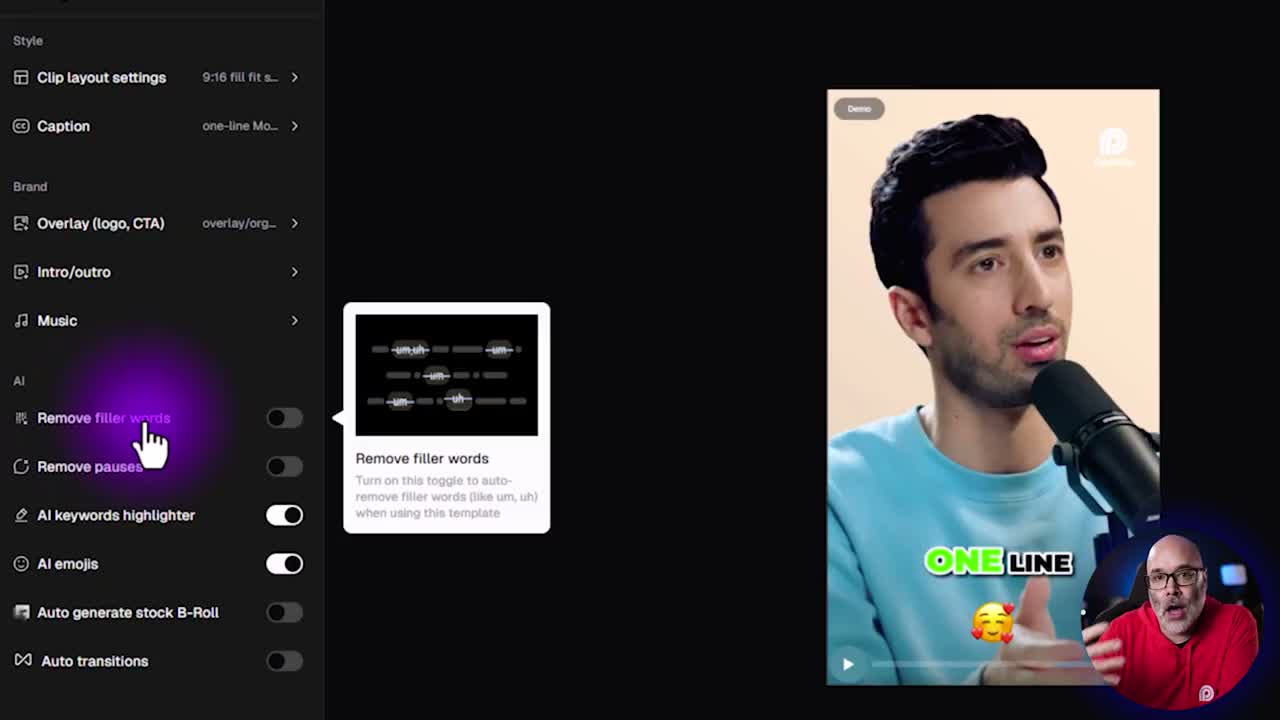 Style
Clip layout settings 9:16 fill fit s...
Caption one-line Mo...
Brand
Overlay (logo, CTA) overlay/org...
Intro/outro
Music
AI
Remove filler words
Remove pauses
AI keywords highlighter
AI emojis
Auto generate stock B-Roll
Auto transitions
um uh um
um
um uh
Remove filler words
Turn on this toggle to auto-
remove filler words (like um, uh)
when using this template
Demo
ONE LINE